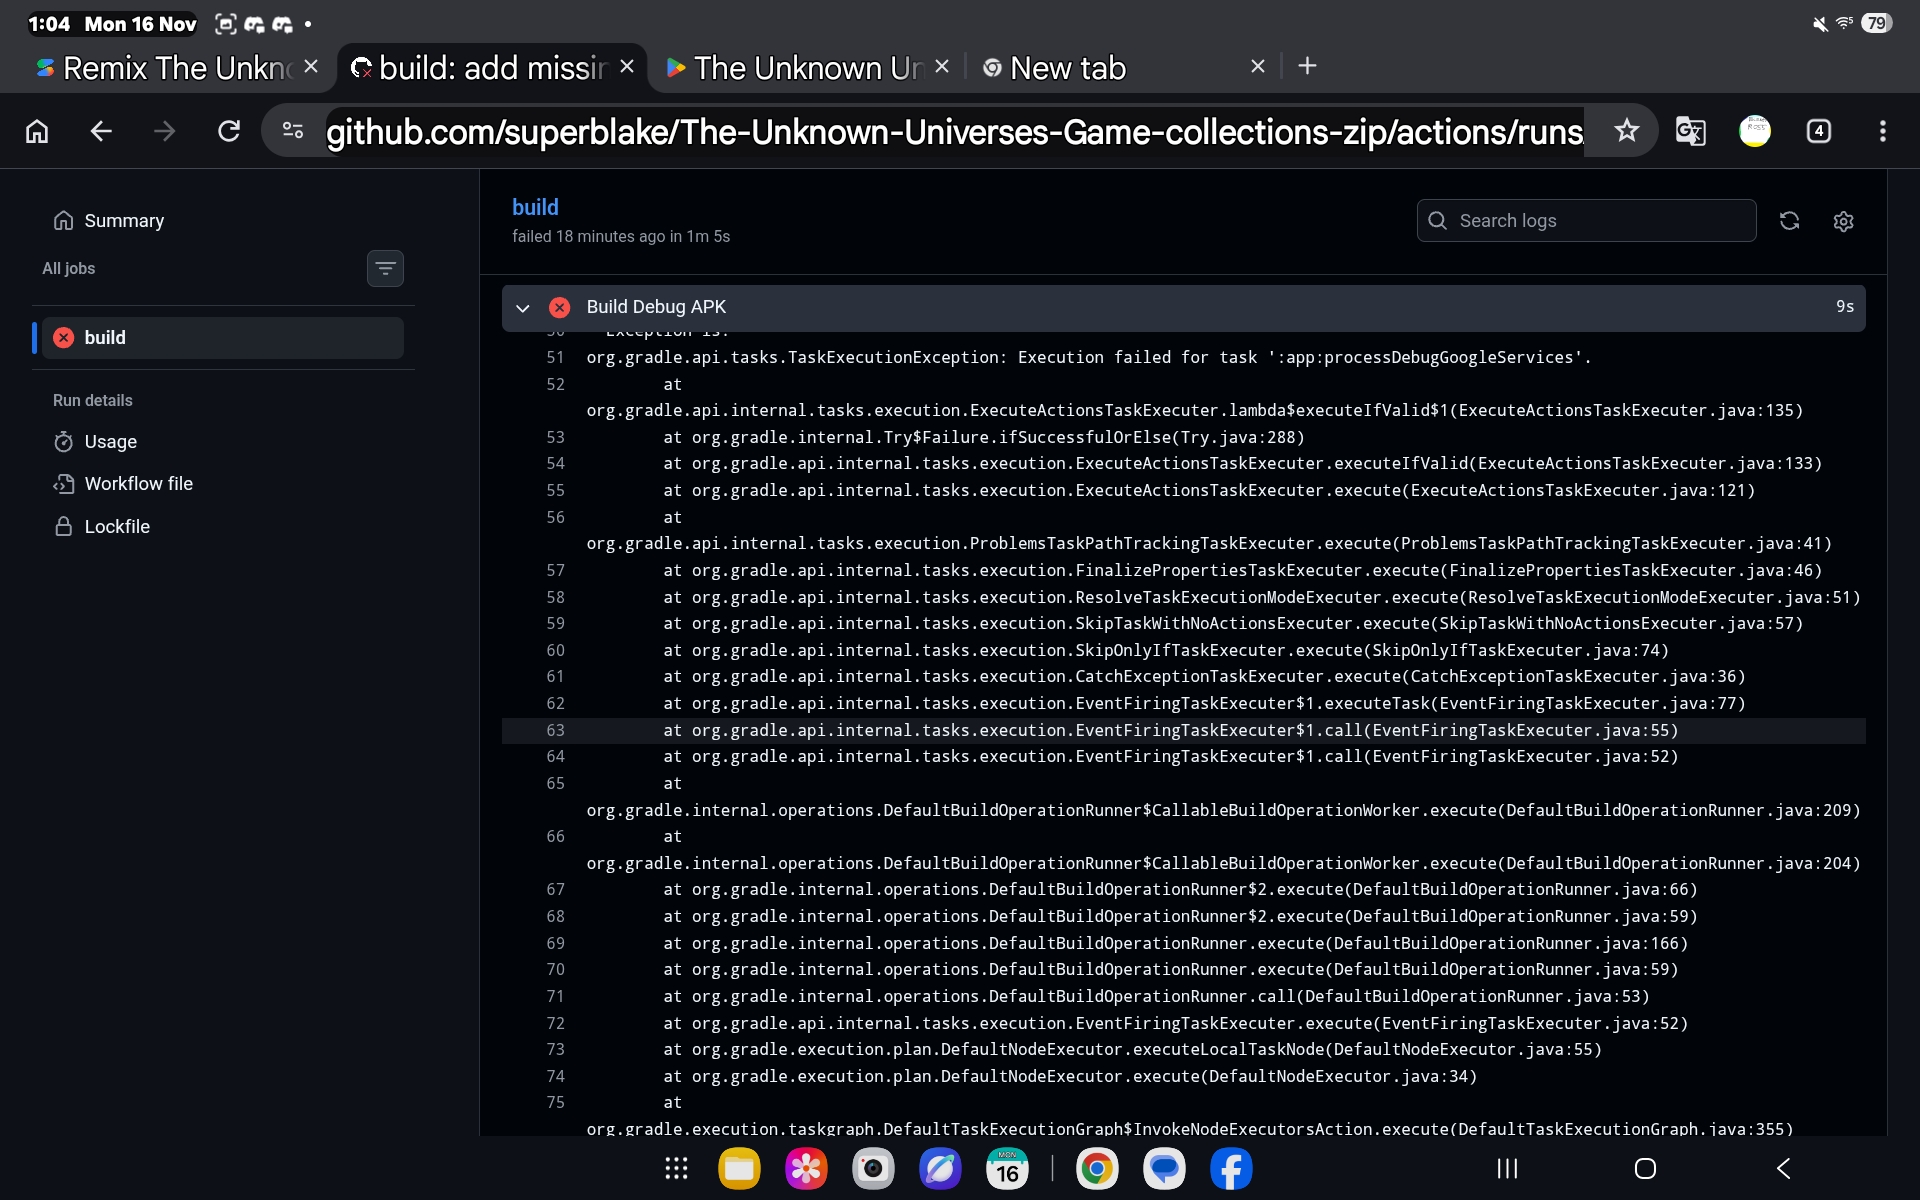 1:04 Mon 16 Nov
79
Remix The Unkno
build: add missin
The Unknown Un
New tab
github.com/superblake/The-Unknown-Universes-Game-collections-zip/actions/runs/
4
Summary
All jobs
build
Run details
Usage
Workflow file
Lockfile
build
failed 18 minutes ago in 1m 5s
Search logs
Build Debug APK
9s
50 Exception is:
51 org.gradle.api.tasks.TaskExecutionException: Execution failed for task ':app:processDebugGoogleServices'.
52 at
org.gradle.api.internal.tasks.execution.ExecuteActionsTaskExecuter.lambda$executeIfValid$1(ExecuteActionsTaskExecuter.java:135)
53 at org.gradle.internal.Try$Failure.ifSuccessfulOrElse(Try.java:288)
54 at org.gradle.api.internal.tasks.execution.ExecuteActionsTaskExecuter.executeIfValid(ExecuteActionsTaskExecuter.java:133)
55 at org.gradle.api.internal.tasks.execution.ExecuteActionsTaskExecuter.execute(ExecuteActionsTaskExecuter.java:121)
56 at
org.gradle.api.internal.tasks.execution.ProblemsTaskPathTrackingTaskExecuter.execute(ProblemsTaskPathTrackingTaskExecuter.java:41)
57 at org.gradle.api.internal.tasks.execution.FinalizePropertiesTaskExecuter.execute(FinalizePropertiesTaskExecuter.java:46)
58 at org.gradle.api.internal.tasks.execution.ResolveTaskExecutionModeExecuter.execute(ResolveTaskExecutionModeExecuter.java:51)
59 at org.gradle.api.internal.tasks.execution.SkipTaskWithNoActionsExecuter.execute(SkipTaskWithNoActionsExecuter.java:57)
60 at org.gradle.api.internal.tasks.execution.SkipOnlyIfTaskExecuter.execute(SkipOnlyIfTaskExecuter.java:74)
61 at org.gradle.api.internal.tasks.execution.CatchExceptionTaskExecuter.execute(CatchExceptionTaskExecuter.java:36)
62 at org.gradle.api.internal.tasks.execution.EventFiringTaskExecuter$1.executeTask(EventFiringTaskExecuter.java:77)
63 at org.gradle.api.internal.tasks.execution.EventFiringTaskExecuter$1.call(EventFiringTaskExecuter.java:55)
64 at org.gradle.api.internal.tasks.execution.EventFiringTaskExecuter$1.call(EventFiringTaskExecuter.java:52)
65 at
org.gradle.internal.operations.DefaultBuildOperationRunner$CallableBuildOperationWorker.execute(DefaultBuildOperationRunner.java:209)
66 at
org.gradle.internal.operations.DefaultBuildOperationRunner$CallableBuildOperationWorker.execute(DefaultBuildOperationRunner.java:204)
67 at org.gradle.internal.operations.DefaultBuildOperationRunner$2.execute(DefaultBuildOperationRunner.java:66)
68 at org.gradle.internal.operations.DefaultBuildOperationRunner$2.execute(DefaultBuildOperationRunner.java:59)
69 at org.gradle.internal.operations.DefaultBuildOperationRunner.execute(DefaultBuildOperationRunner.java:166)
70 at org.gradle.internal.operations.DefaultBuildOperationRunner.execute(DefaultBuildOperationRunner.java:59)
71 at org.gradle.internal.operations.DefaultBuildOperationRunner.call(DefaultBuildOperationRunner.java:53)
72 at org.gradle.api.internal.tasks.execution.EventFiringTaskExecuter.execute(EventFiringTaskExecuter.java:52)
73 at org.gradle.execution.plan.DefaultNodeExecutor.executeLocalTaskNode(DefaultNodeExecutor.java:55)
74 at org.gradle.execution.plan.DefaultNodeExecutor.execute(DefaultNodeExecutor.java:34)
75 at
org.gradle.execution.taskgraph.DefaultTaskExecutionGraph$InvokeNodeExecutorsAction.execute(DefaultTaskExecutionGraph.java:355)
MON
16